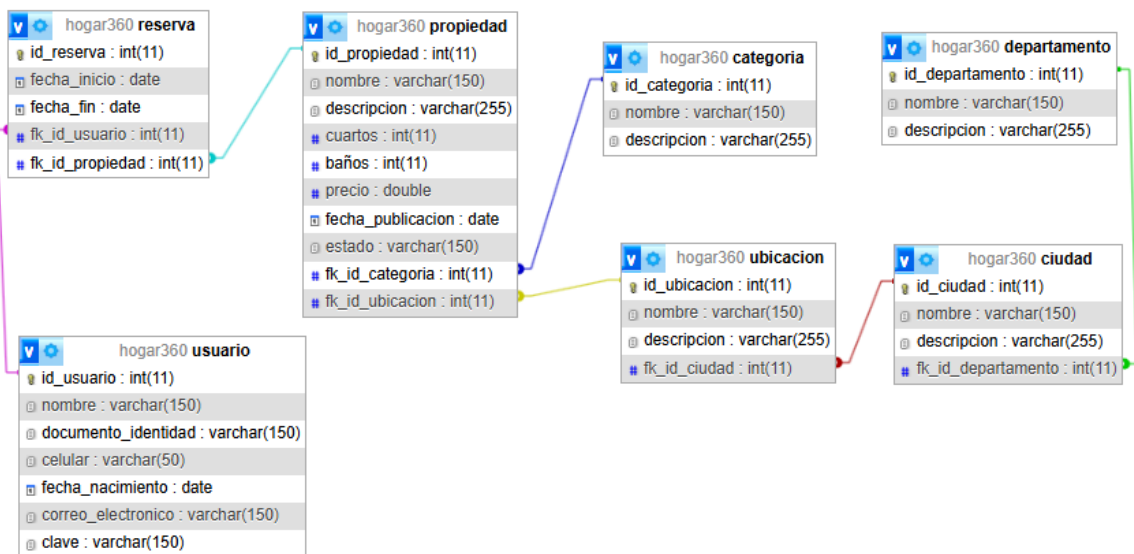 hogar360 reserva
id_reserva : int(11)
fecha_inicio : date
fecha_fin : date
fk_id_usuario : int(11)
fk_id_propiedad : int(11)
hogar360 propiedad
id_propiedad : int(11)
nombre : varchar(150)
descripcion : varchar(255)
cuartos : int(11)
baños : int(11)
precio : double
fecha_publicacion : date
estado : varchar(150)
fk_id_categoria : int(11)
fk_id_ubicacion : int(11)
hogar360 categoria
id_categoria : int(11)
nombre : varchar(150)
descripcion : varchar(255)
hogar360 departamento
id_departamento : int(11)
nombre : varchar(150)
descripcion : varchar(255)
hogar360 ubicacion
id_ubicacion : int(11)
nombre : varchar(150)
descripcion : varchar(255)
fk_id_ciudad : int(11)
hogar360 ciudad
id_ciudad : int(11)
nombre : varchar(150)
descripcion : varchar(255)
fk_id_departamento : int(11)
hogar360 usuario
id_usuario : int(11)
nombre : varchar(150)
documento_identidad : varchar(150)
celular : varchar(50)
fecha_nacimiento : date
correo_electronico : varchar(150)
clave : varchar(150)